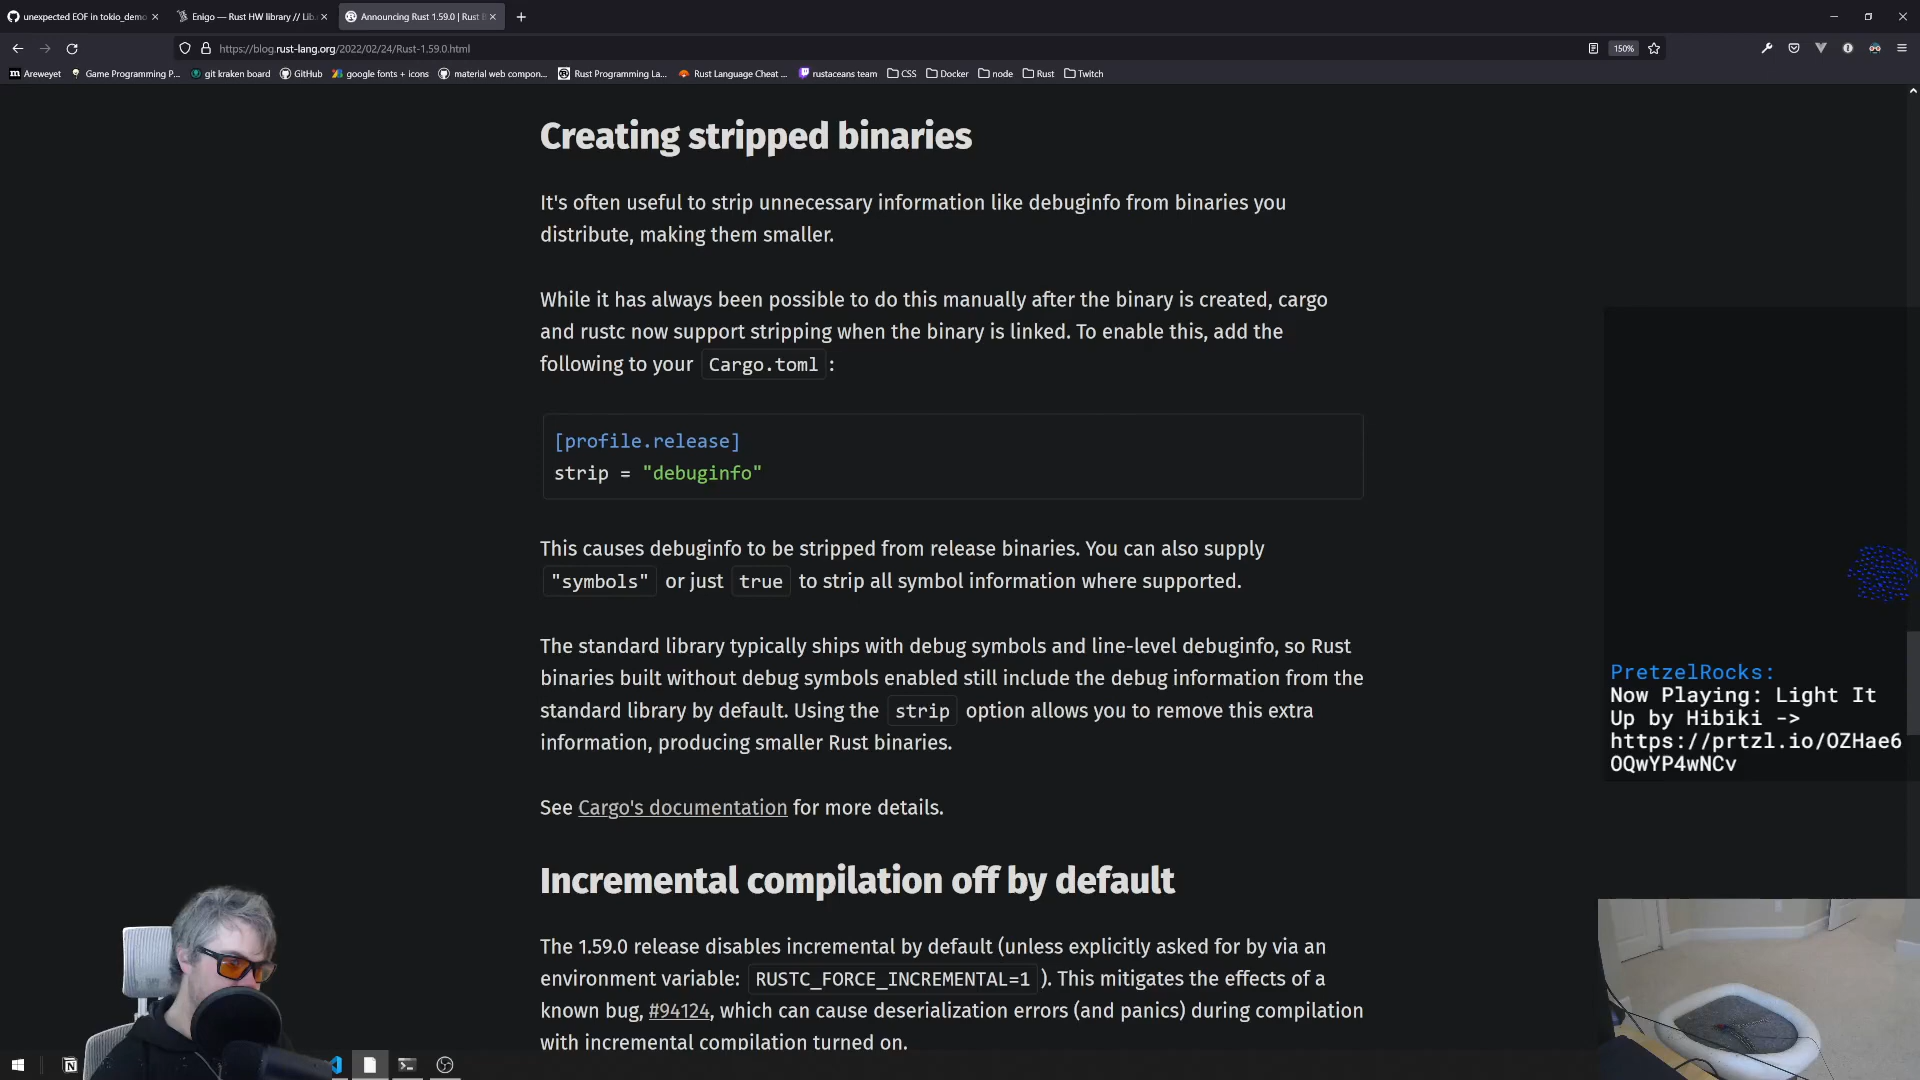 unexpected EOF in tokio_demo
Enigo — Rust HW library // Lib.
Announcing Rust 1.59.0 | Rust B
https://blog.rust-lang.org/2022/02/24/Rust-1.59.0.html
150%
Areweyet
Game Programming P...
git kraken board
GitHub
google fonts + icons
material web compon...
Rust Programming La...
Rust Language Cheat ...
rustaceans team
CSS
Docker
node
Rust
Twitch
Creating stripped binaries
It's often useful to strip unnecessary information like debuginfo from binaries you
distribute, making them smaller.
While it has always been possible to do this manually after the binary is created, cargo
and rustc now support stripping when the binary is linked. To enable this, add the
following to your Cargo.toml :
[profile.release]
strip = "debuginfo"
This causes debuginfo to be stripped from release binaries. You can also supply
"symbols" or just true to strip all symbol information where supported.
The standard library typically ships with debug symbols and line-level debuginfo, so Rust
binaries built without debug symbols enabled still include the debug information from the
standard library by default. Using the strip option allows you to remove this extra
information, producing smaller Rust binaries.
See Cargo's documentation for more details.
Incremental compilation off by default
The 1.59.0 release disables incremental by default (unless explicitly asked for by via an
environment variable: RUSTC_FORCE_INCREMENTAL=1 ). This mitigates the effects of a
known bug, #94124, which can cause deserialization errors (and panics) during compilation
with incremental compilation turned on.
PretzelRocks:
Now Playing: Light It
Up by Hibiki ->
https://prtzl.io/OZHae6
OQwYP4wNCv